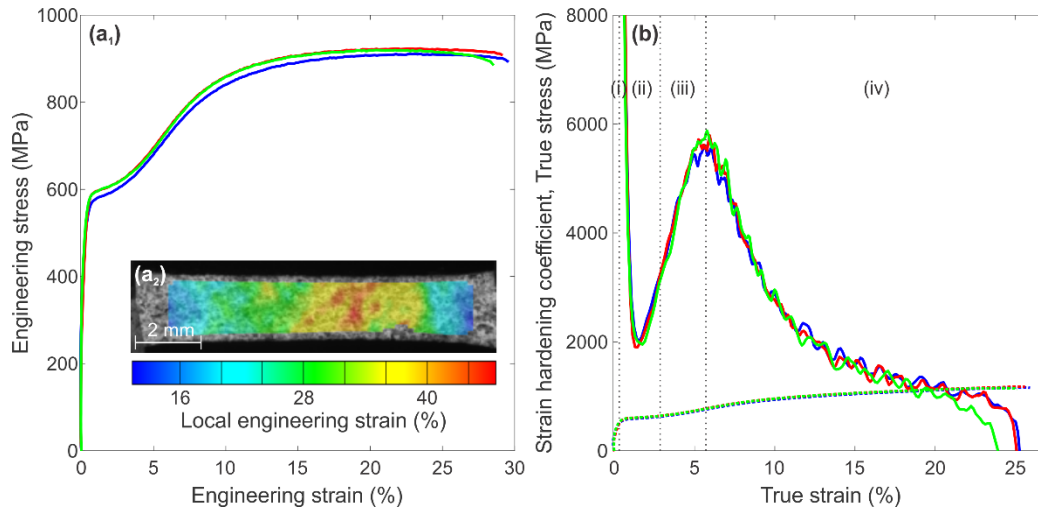 (a₁)
1000
800
600
400
200
0
Engineering stress (MPa)
(a₂)
2 mm
16 28 40
Local engineering strain (%)
0 5 10 15 20 25 30
Engineering strain (%)
(b)
8000
6000
4000
2000
0
Strain hardening coefficient, True stress (MPa)
(i) (ii) (iii) (iv)
0 5 10 15 20 25
True strain (%)